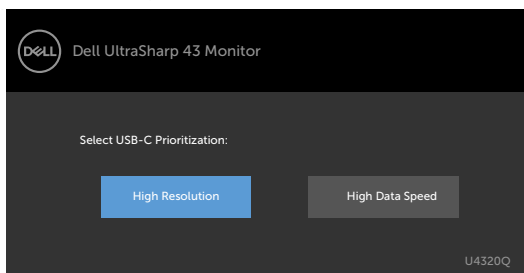 DELL Dell UltraSharp 43 Monitor
Select USB-C Prioritization:
High Resolution High Data Speed
U4320Q